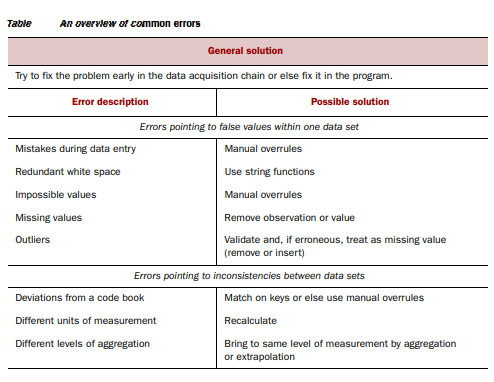 Table An overview of common errors
General solution
Try to fix the problem early in the data acquisition chain or else fix it in the program.
Error description Possible solution
Errors pointing to false values within one data set
Mistakes during data entry Manual overrules
Redundant white space Use string functions
Impossible values Manual overrules
Missing values Remove observation or value
Outliers Validate and, if erroneous, treat as missing value
(remove or insert)
Errors pointing to inconsistencies between data sets
Deviations from a code book Match on keys or else use manual overrules
Different units of measurement Recalculate
Different levels of aggregation Bring to same level of measurement by aggregation
or extrapolation